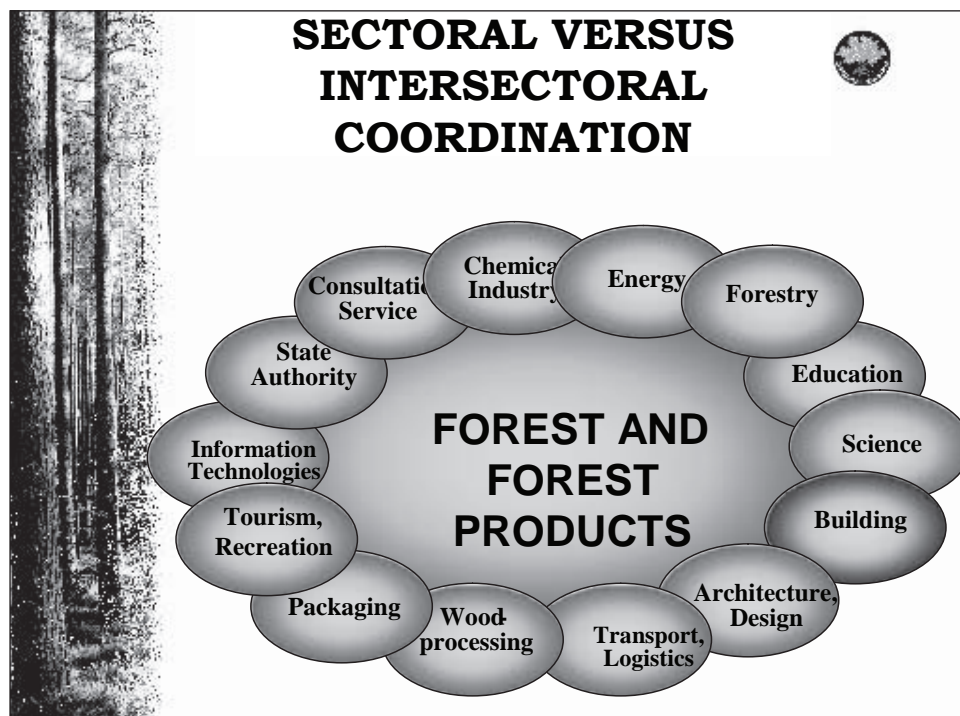 SECTORAL VERSUS
INTERSECTORAL
COORDINATION
Chemica
Industry
Energy
Forestry
Consultatio
Service
State
Authority
Education
Information
Technologies
FOREST AND
FOREST
PRODUCTS
Science
Tourism,
Recreation
Building
Packaging
Wood-
processing
Transport,
Logistics
Architecture,
Design